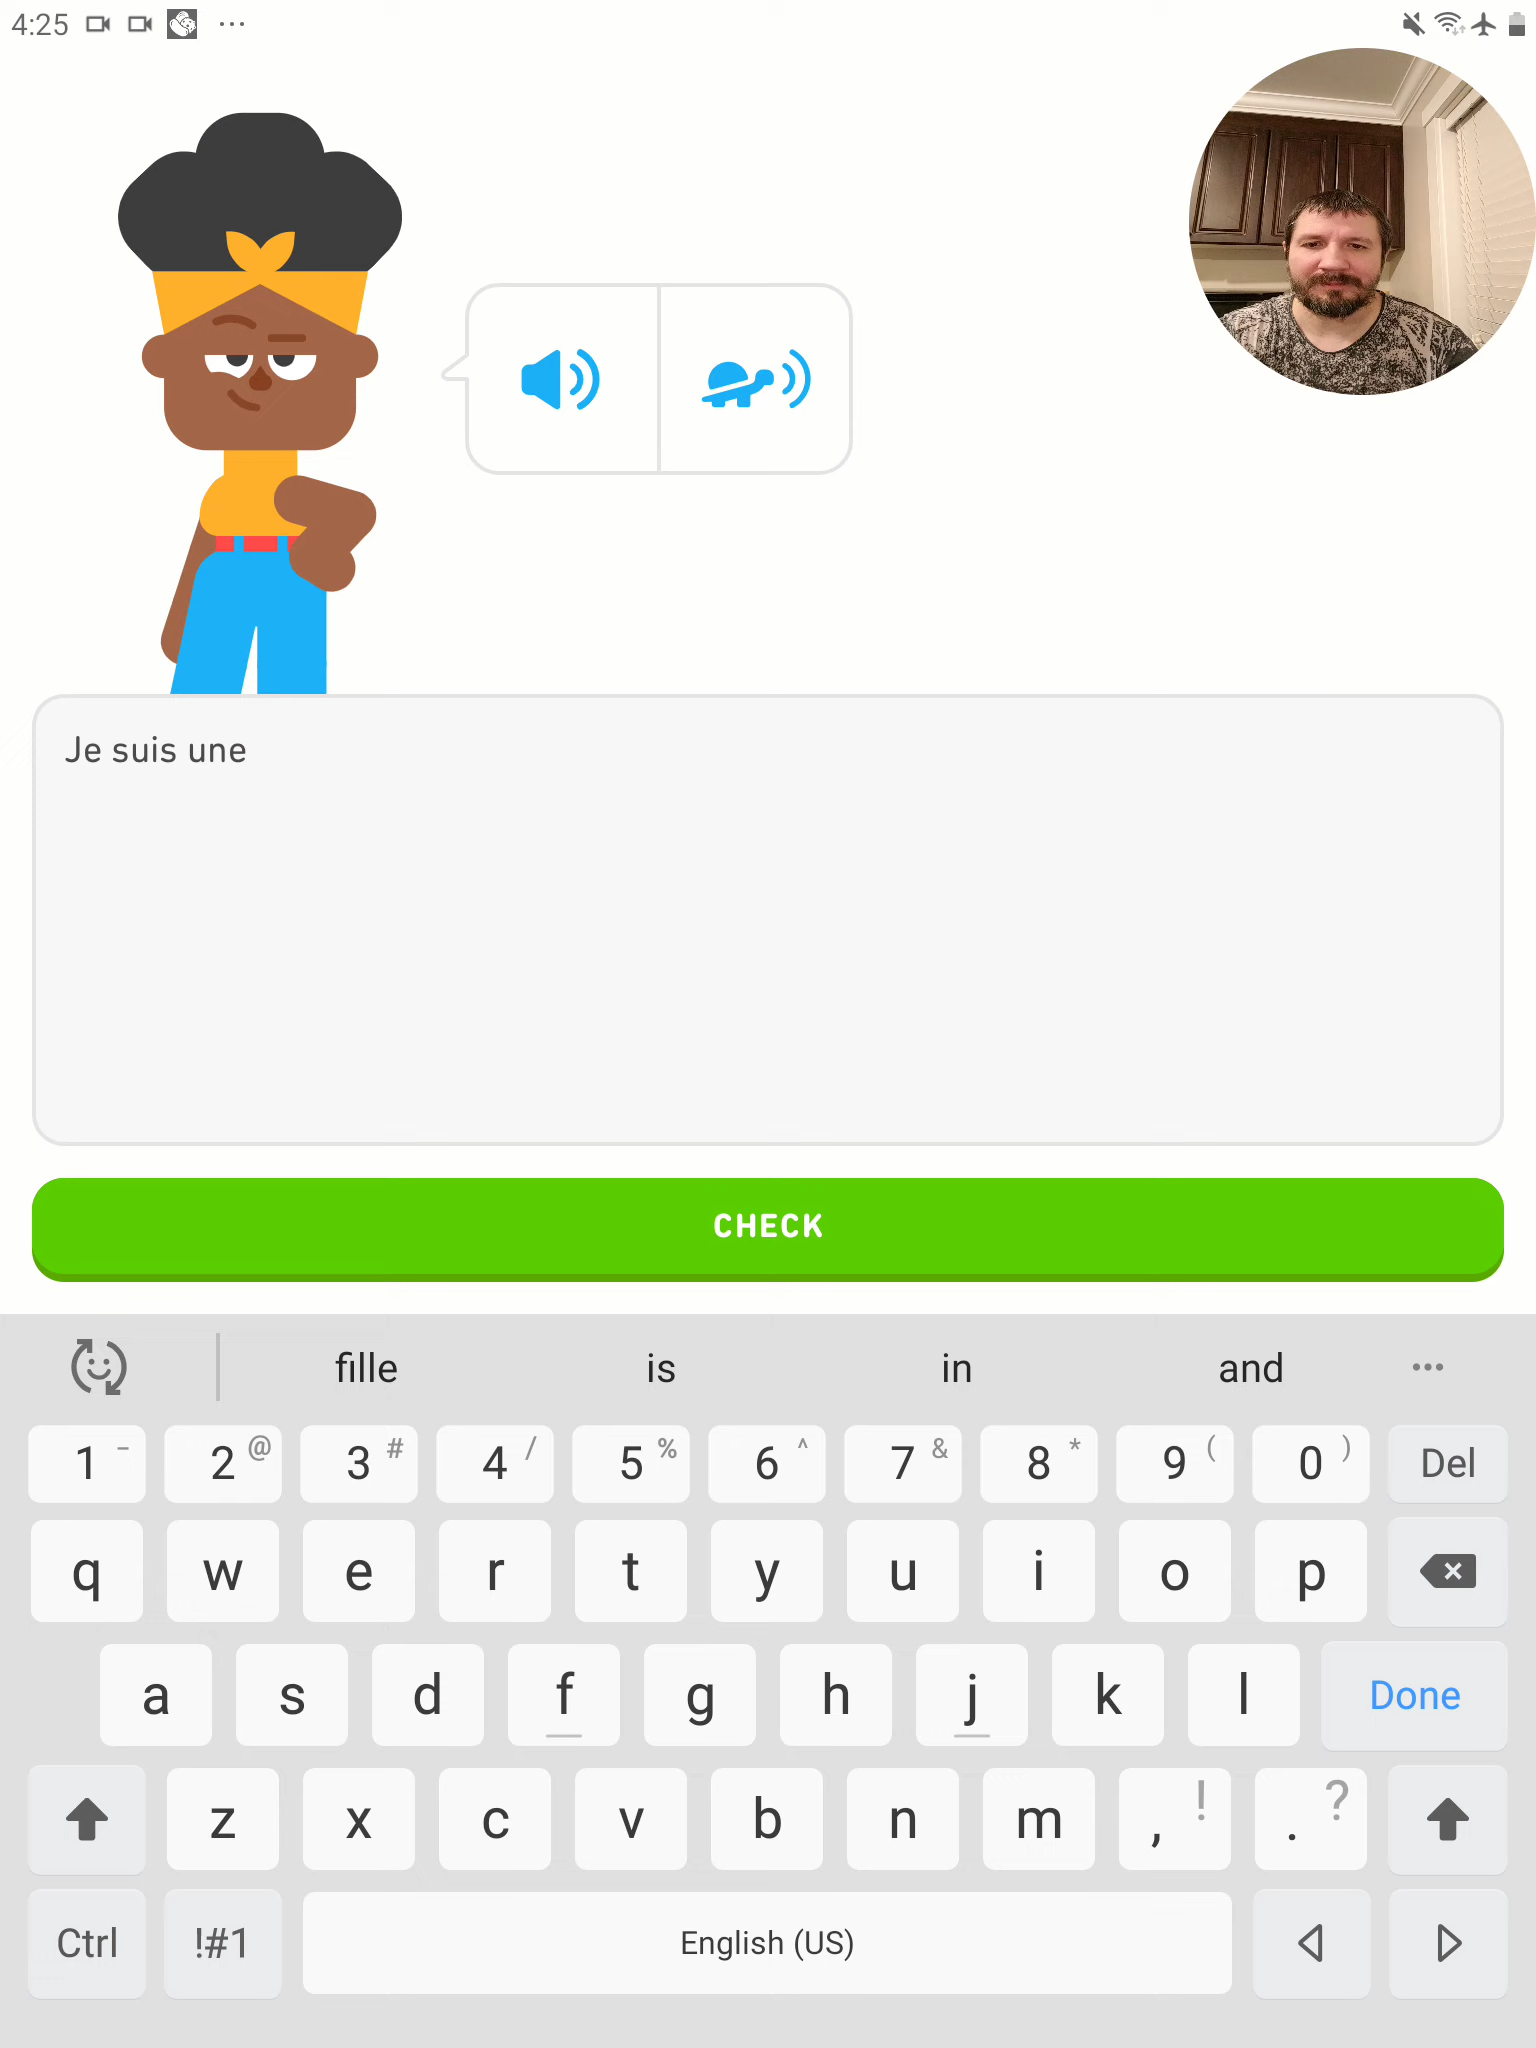 4:25
Je suis une
CHECK
fille is in and
1 - 2 @ 3 # 4 / 5 % 6 ^ 7 & 8 * 9 ( 0 ) Del
q w e r t y u i o p
a s d f g h j k l Done
z x c v b n m , ! . ?
Ctrl !#1 English (US)